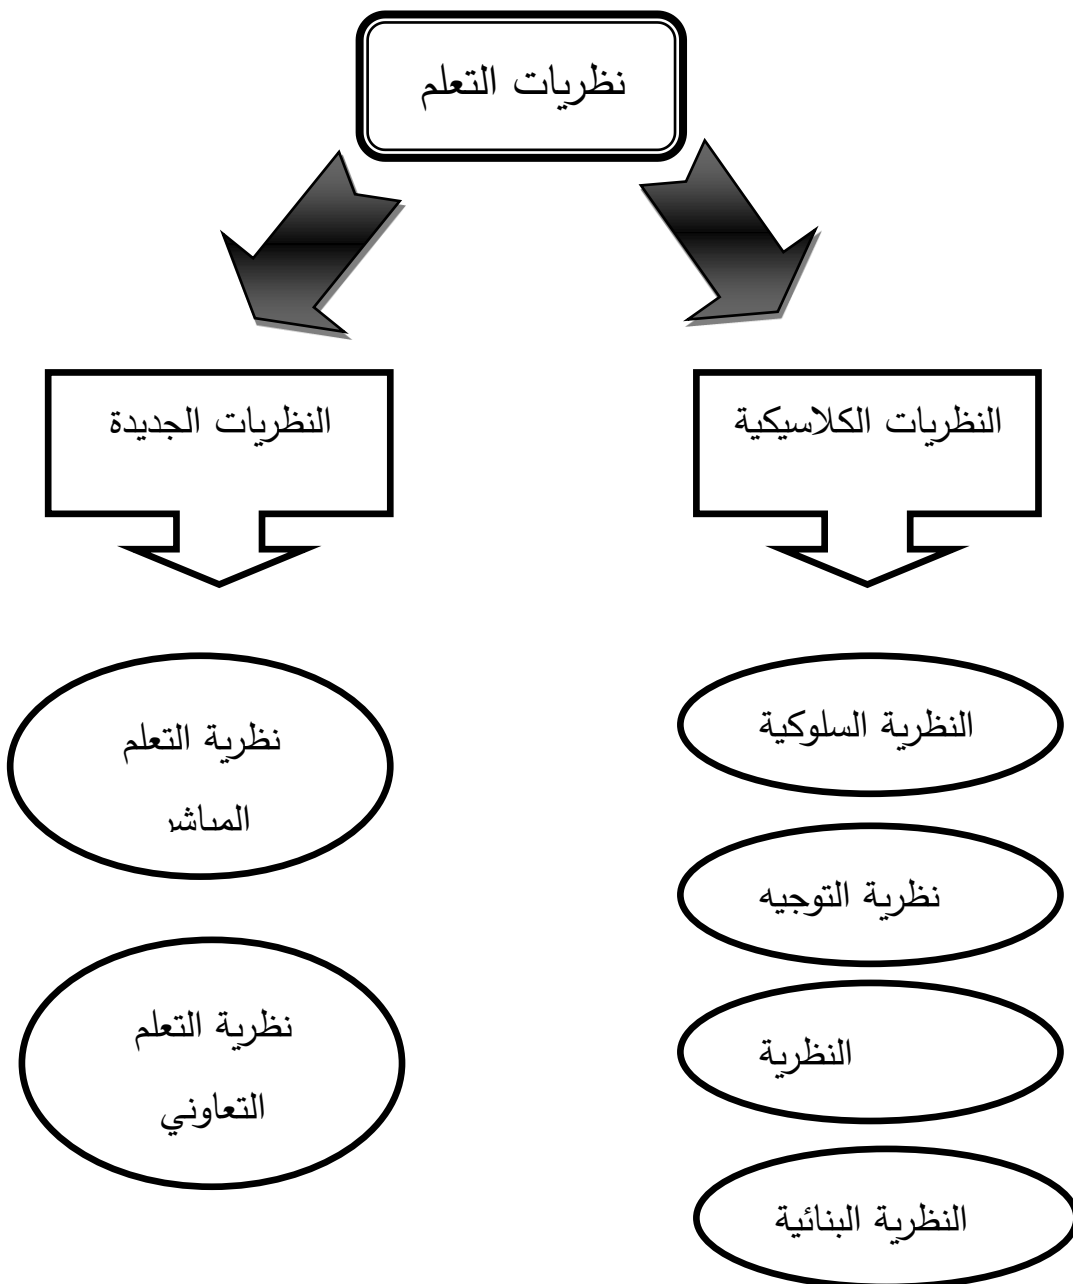 نظريات التعلم
النظريات الكلاسيكية
النظريات الجديدة
النظرية السلوكية
نظرية التوجيه
النظرية
النظرية البنائية
نظرية التعلم
المباشر
نظرية التعلم
التعاوني